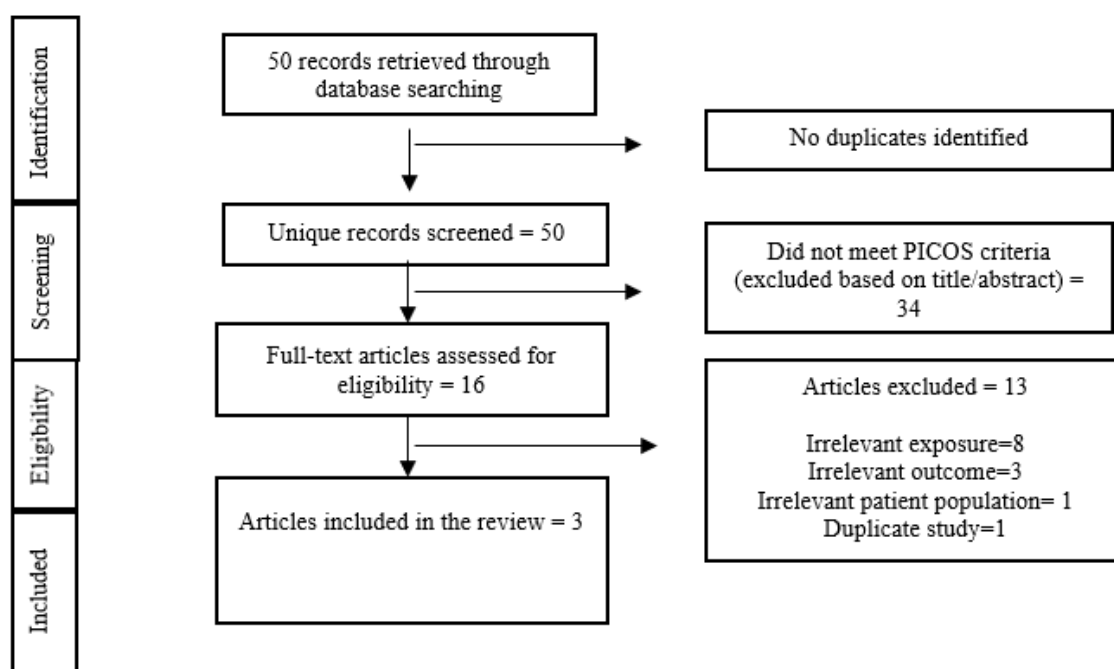 Identification
50 records retrieved through
database searching
No duplicates identified
Screening
Unique records screened = 50
Did not meet PICOS criteria
(excluded based on title/abstract) =
34
Full-text articles assessed for
eligibility = 16
Eligibility
Articles excluded = 13
Irrelevant exposure=8
Irrelevant outcome=3
Irrelevant patient population= 1
Duplicate study=1
Articles included in the review = 3
Included